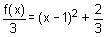 f(x)/3 = (x − 1)² + 2/3